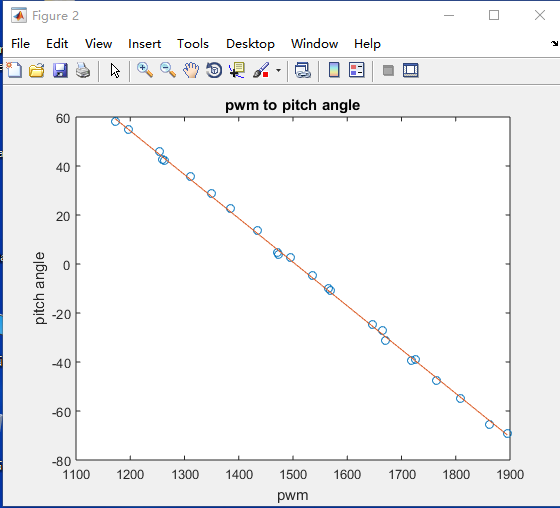 Figure 2
File Edit View Insert Tools Desktop Window Help
pwm to pitch angle
60
40
20
0
-20
-40
-60
-80
pitch angle
1100 1200 1300 1400 1500 1600 1700 1800 1900
pwm